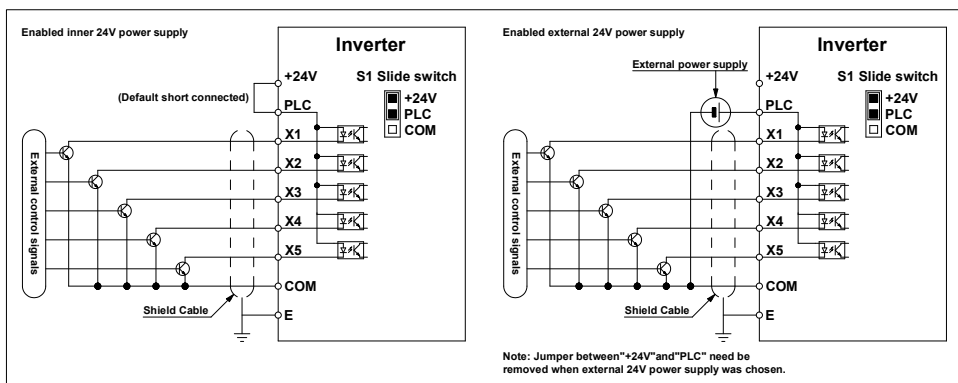 Enabled inner 24V power supply
Inverter
+24V
S1 Slide switch
(Default short connected)
+24V
PLC
PLC
COM
X1
X2
X3
X4
X5
External control signals
COM
Shield Cable
E
Enabled external 24V power supply
Inverter
External power supply
+24V
S1 Slide switch
+24V
PLC
PLC
COM
X1
X2
X3
X4
X5
External control signals
COM
Shield Cable
E
Note: Jumper between"+24V"and"PLC" need be
removed when external 24V power supply was chosen.